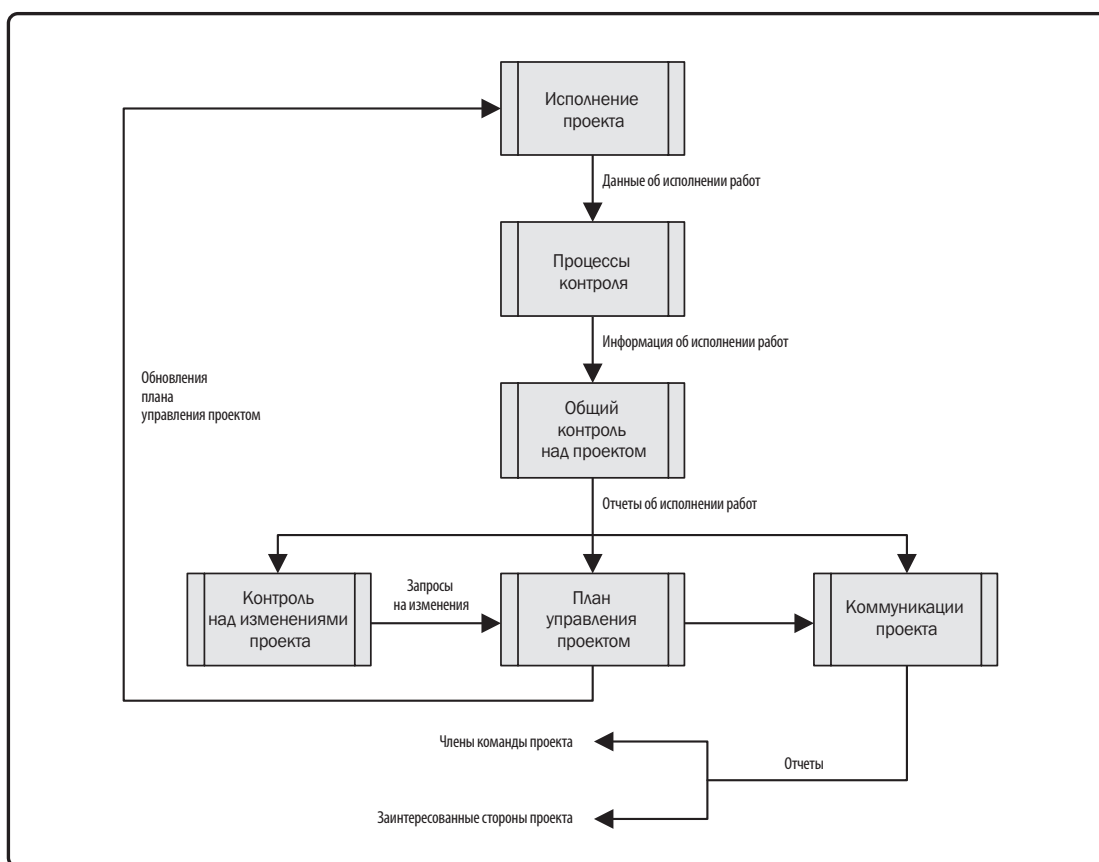 Исполнение
проекта
Данные об исполнении работ
Процессы
контроля
Информация об исполнении работ
Обновления
плана
управления проектом
Общий
контроль
над проектом
Отчеты об исполнении работ
Контроль
над изменениями
проекта
Запросы
на изменения
План
управления
проектом
Коммуникации
проекта
Члены команды проекта
Отчеты
Заинтересованные стороны проекта